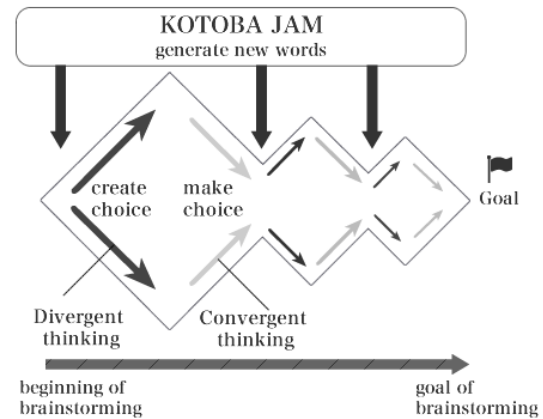 KOTOBA JAM
generate new words
create
choice
make
choice
Goal
Divergent
thinking
Convergent
thinking
beginning of
brainstorming
goal of
brainstorming